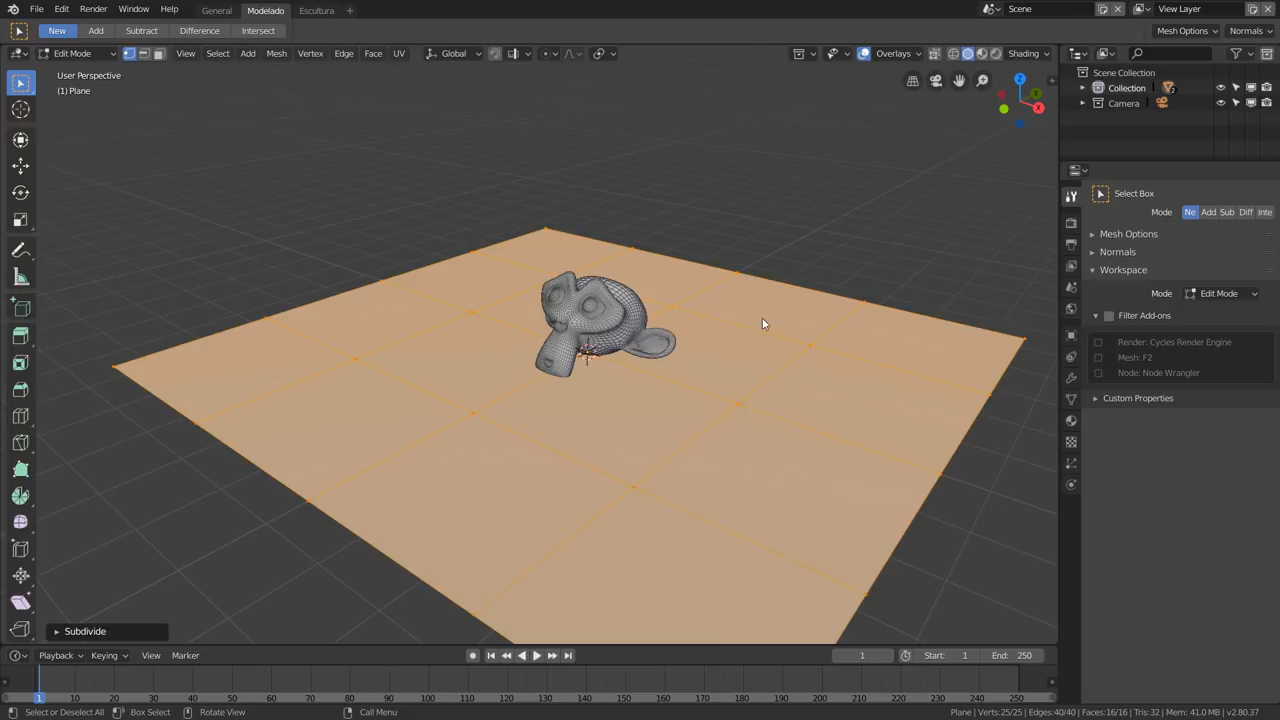 File Edit Render Window Help General Modelado Escultura + Scene View Layer
New Add Subtract Difference Intersect Mesh Options Normals
Edit Mode View Select Add Mesh Vertex Edge Face UV Global Overlays Shading
User Perspective
(1) Plane
Z
Y
X
Scene Collection
Collection 2
Camera
Select Box
Mode Ne Add Sub Diff Inte
Mesh Options
Normals
Workspace
Mode Edit Mode
Filter Add-ons
Render: Cycles Render Engine
Mesh: F2
Node: Node Wrangler
Custom Properties
Subdivide
Playback Keying View Marker 1 Start: 1 End: 250
1 10 20 30 40 50 60 70 80 90 100 110 120 130 140 150 160 170 180 190 200 210 220 230 240 250
Select or Deselect All Box Select Rotate View Call Menu Plane | Verts:25/25 | Edges:40/40 | Faces:16/16 | Tris:32 | Mem: 41.0 MB | v2.80.37